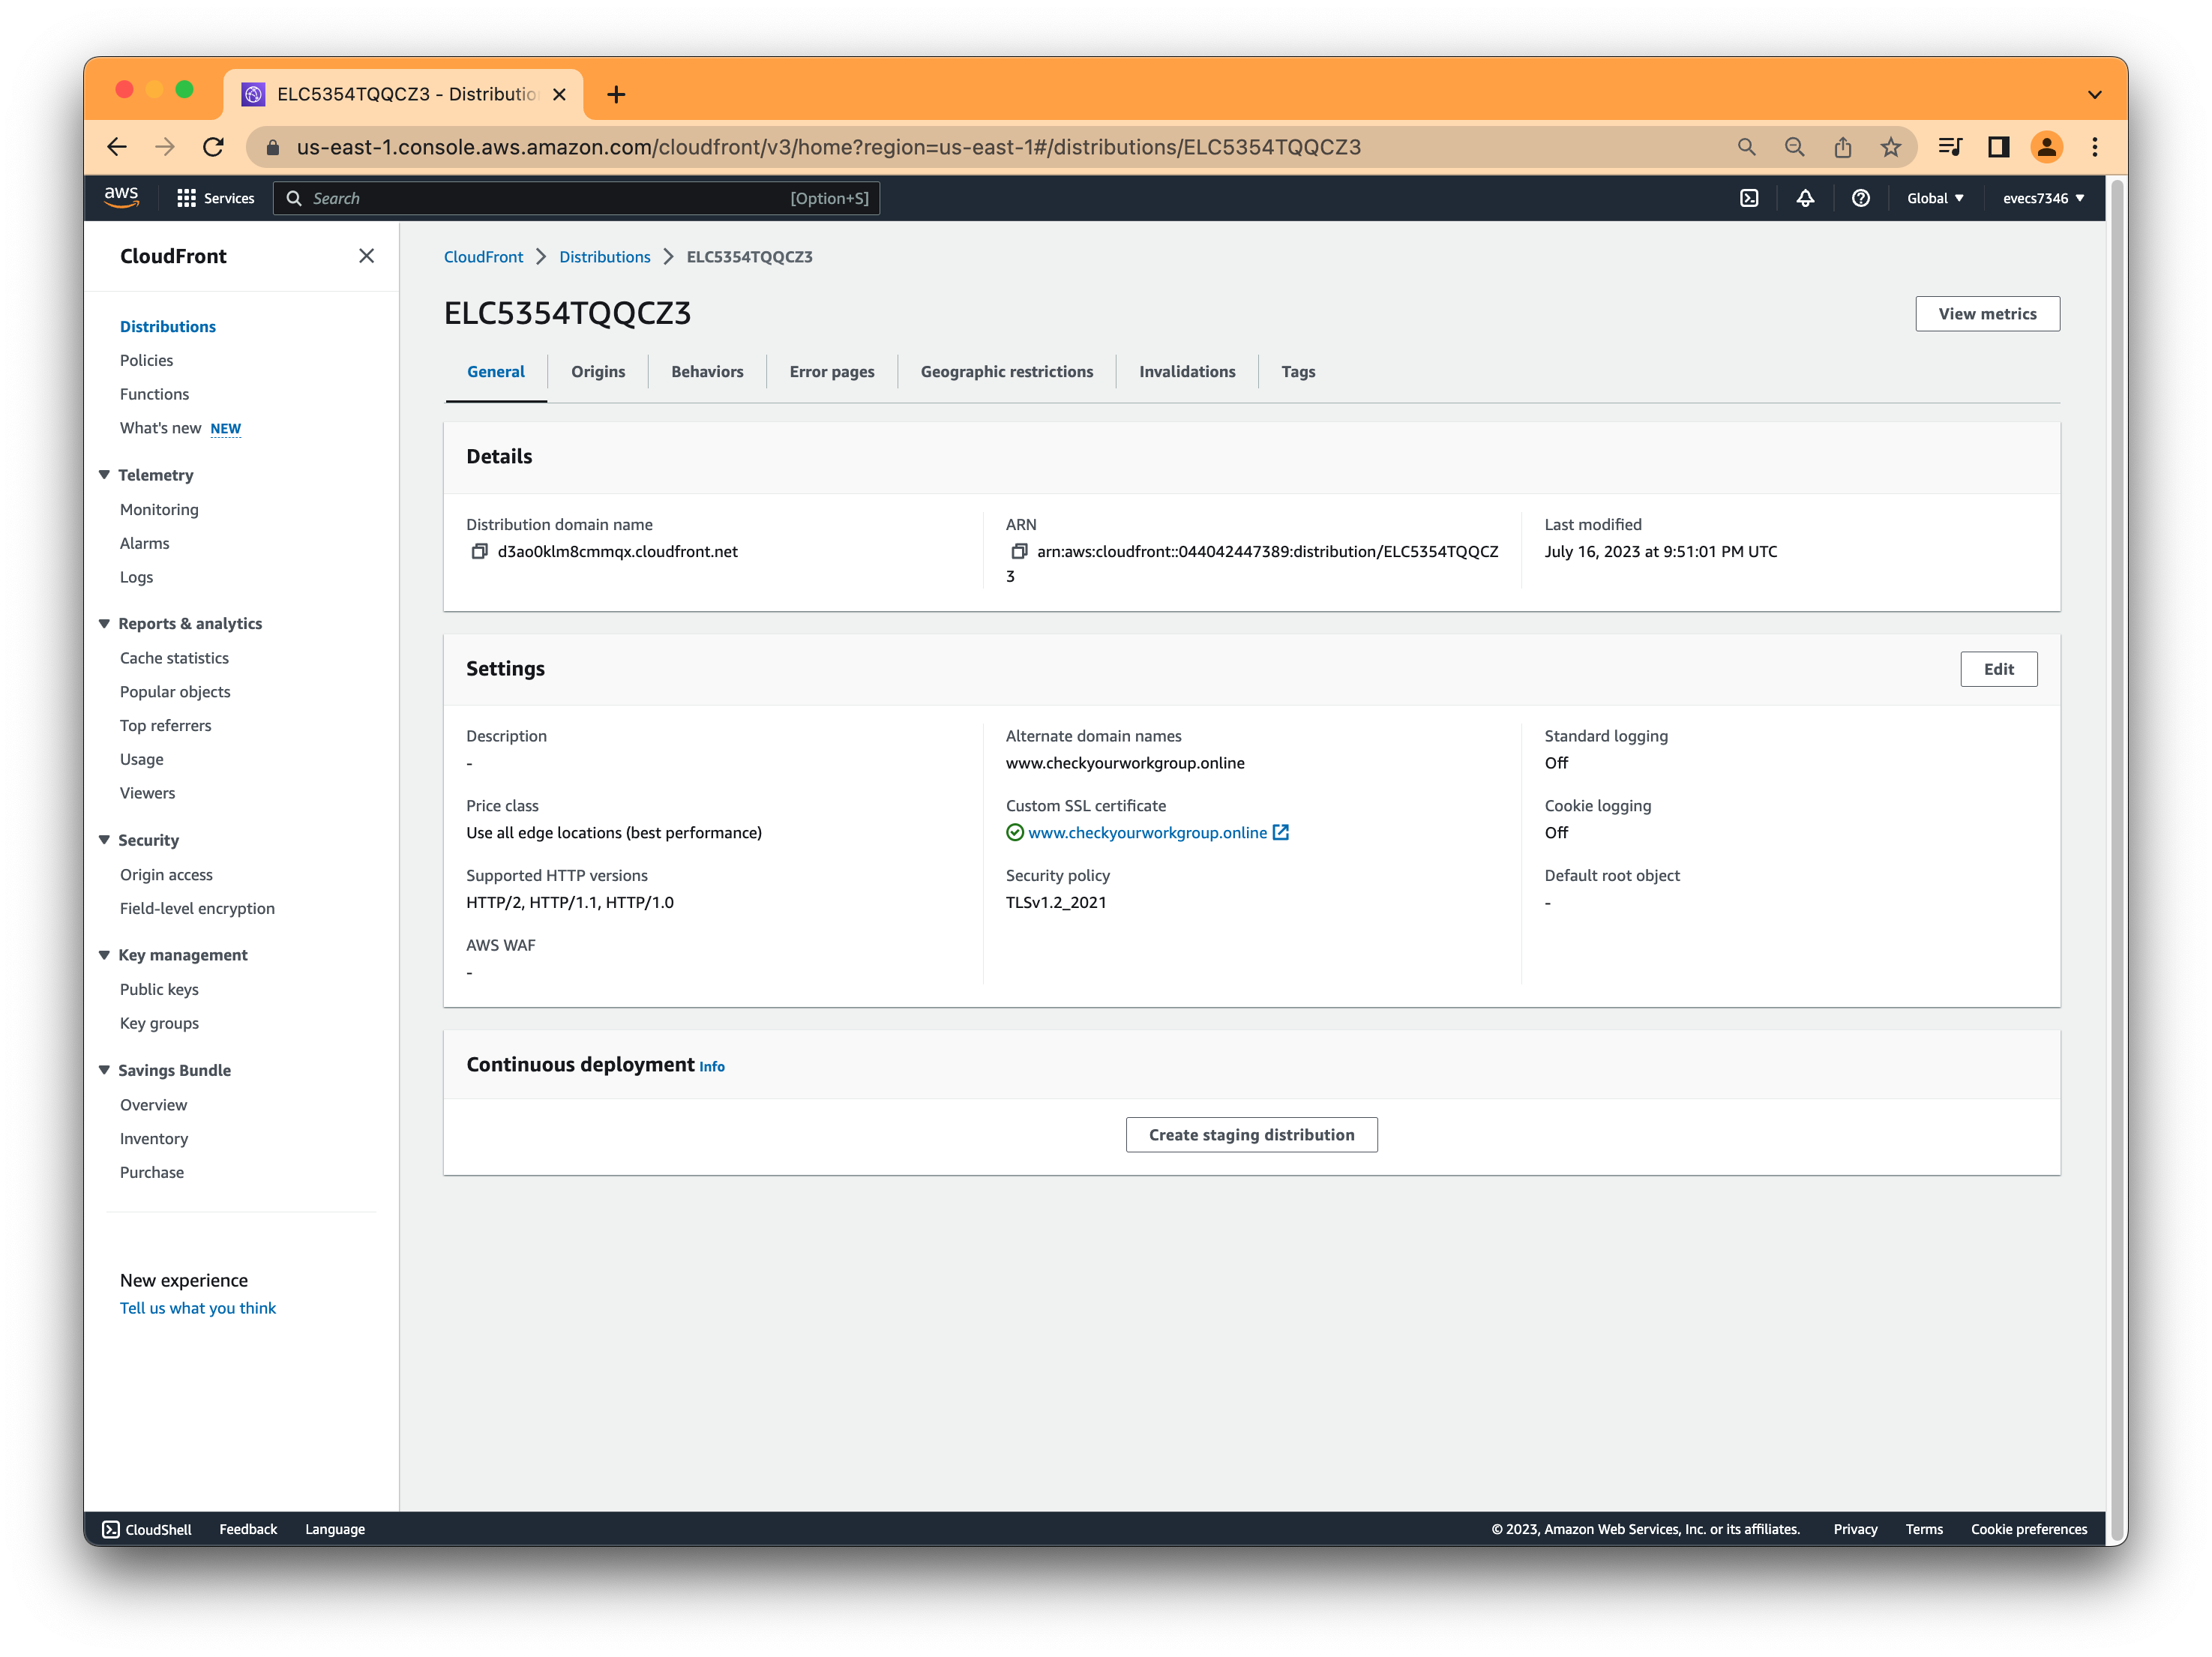 ELC5354TQQCZ3 - Distributio
us-east-1.console.aws.amazon.com/cloudfront/v3/home?region=us-east-1#/distributions/ELC5354TQQCZ3
aws
Services
Search
[Option+S]
Global
evecs7346
CloudFront
Distributions
Policies
Functions
What's new NEW
Telemetry
Monitoring
Alarms
Logs
Reports & analytics
Cache statistics
Popular objects
Top referrers
Usage
Viewers
Security
Origin access
Field-level encryption
Key management
Public keys
Key groups
Savings Bundle
Overview
Inventory
Purchase
New experience
Tell us what you think
CloudFront > Distributions > ELC5354TQQCZ3
ELC5354TQQCZ3
View metrics
General
Origins
Behaviors
Error pages
Geographic restrictions
Invalidations
Tags
Details
Distribution domain name
d3ao0klm8cmmqx.cloudfront.net
ARN
arn:aws:cloudfront::044042447389:distribution/ELC5354TQQCZ
3
Last modified
July 16, 2023 at 9:51:01 PM UTC
Settings
Edit
Description
-
Price class
Use all edge locations (best performance)
Supported HTTP versions
HTTP/2, HTTP/1.1, HTTP/1.0
AWS WAF
-
Alternate domain names
www.checkyourworkgroup.online
Custom SSL certificate
www.checkyourworkgroup.online
Security policy
TLSv1.2_2021
Standard logging
Off
Cookie logging
Off
Default root object
-
Continuous deployment Info
Create staging distribution
CloudShell
Feedback
Language
© 2023, Amazon Web Services, Inc. or its affiliates.
Privacy
Terms
Cookie preferences